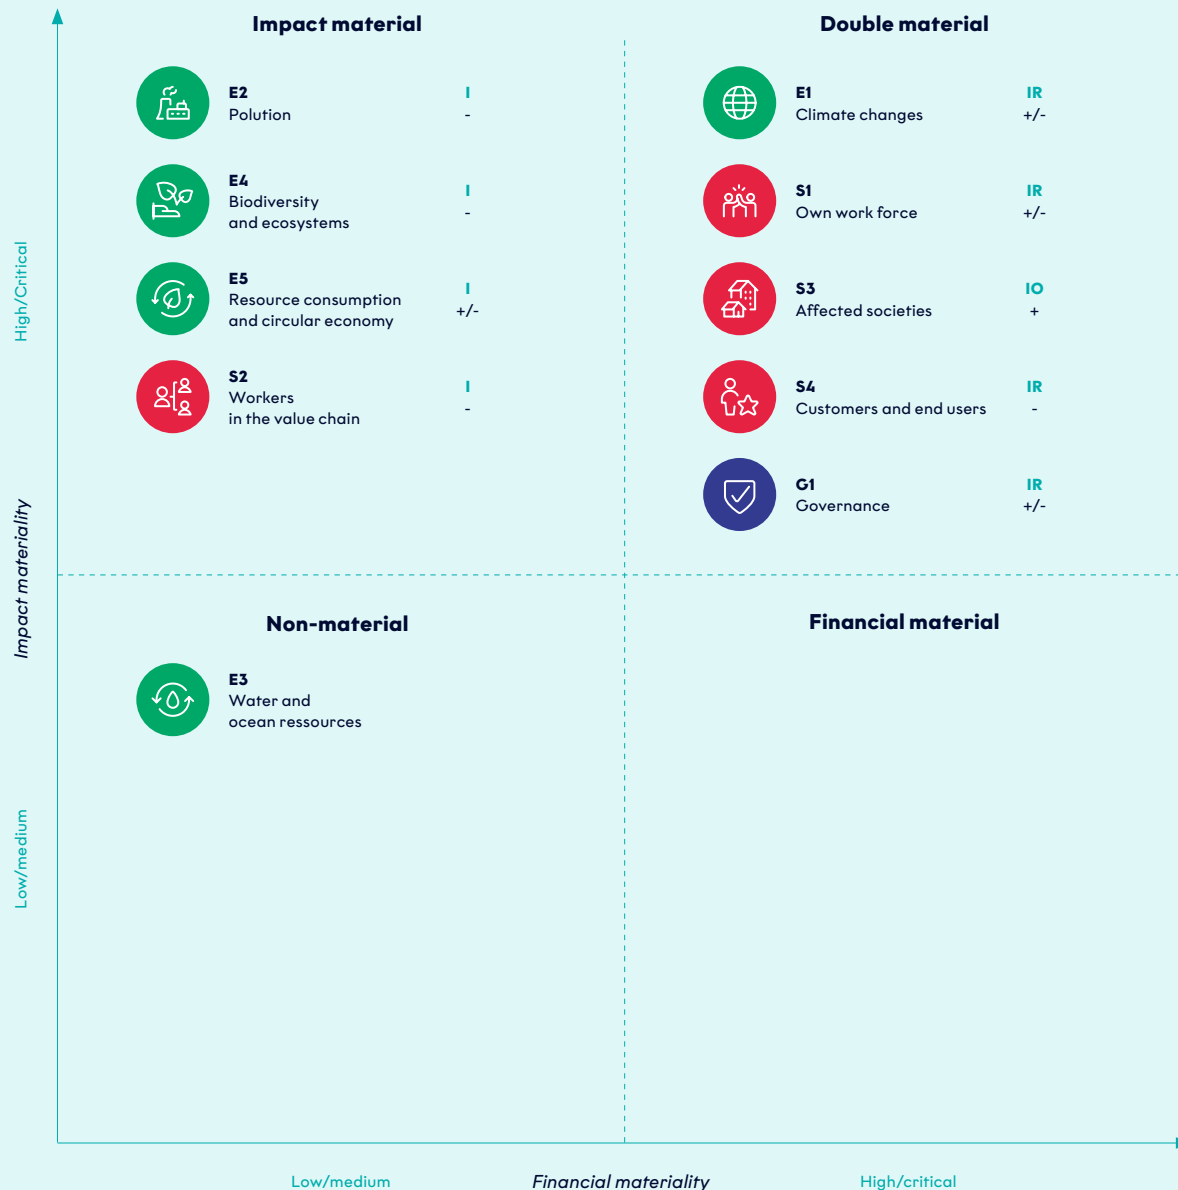 Impact material
E2
Polution
I
-
E4
Biodiversity
and ecosystems
I
-
E5
Resource consumption
and circular economy
I
+/-
S2
Workers
in the value chain
I
-
Double material
E1
Climate changes
IR
+/-
S1
Own work force
IR
+/-
S3
Affected societies
IO
+
S4
Customers and end users
IR
-
G1
Governance
IR
+/-
Non-material
E3
Water and
ocean ressources
Financial material
High/Critical
Impact materiality
Low/medium
Low/medium
Financial materiality
High/critical